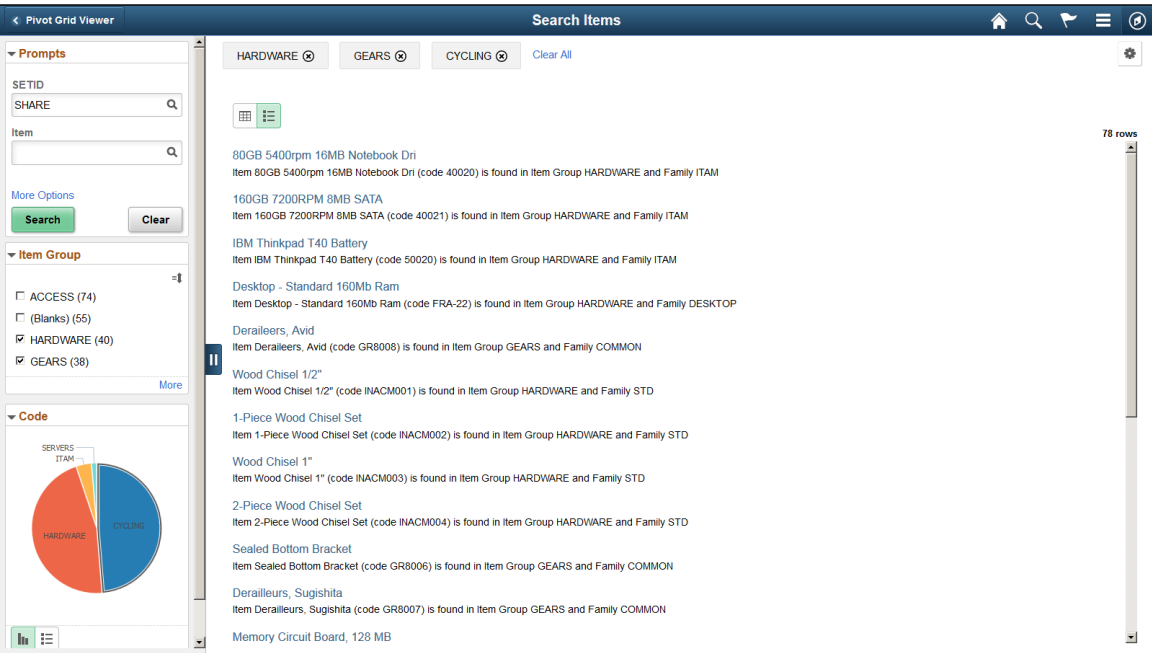 Pivot Grid Viewer
Search Items
Prompts
SETID
SHARE
Item
More Options
Search
Clear
Item Group
ACCESS (74)
(Blanks) (55)
HARDWARE (40)
GEARS (38)
More
Code
SERVERS
ITAM
CYCLING
HARDWARE
HARDWARE
GEARS
CYCLING
Clear All
78 rows
80GB 5400rpm 16MB Notebook Dri
Item 80GB 5400rpm 16MB Notebook Dri (code 40020) is found in Item Group HARDWARE and Family ITAM
160GB 7200RPM 8MB SATA
Item 160GB 7200RPM 8MB SATA (code 40021) is found in Item Group HARDWARE and Family ITAM
IBM Thinkpad T40 Battery
Item IBM Thinkpad T40 Battery (code 50020) is found in Item Group HARDWARE and Family ITAM
Desktop - Standard 160Mb Ram
Item Desktop - Standard 160Mb Ram (code FRA-22) is found in Item Group HARDWARE and Family DESKTOP
Deraileers, Avid
Item Deraileers, Avid (code GR8008) is found in Item Group GEARS and Family COMMON
Wood Chisel 1/2"
Item Wood Chisel 1/2" (code INACM001) is found in Item Group HARDWARE and Family STD
1-Piece Wood Chisel Set
Item 1-Piece Wood Chisel Set (code INACM002) is found in Item Group HARDWARE and Family STD
Wood Chisel 1"
Item Wood Chisel 1" (code INACM003) is found in Item Group HARDWARE and Family STD
2-Piece Wood Chisel Set
Item 2-Piece Wood Chisel Set (code INACM004) is found in Item Group HARDWARE and Family STD
Sealed Bottom Bracket
Item Sealed Bottom Bracket (code GR8006) is found in Item Group GEARS and Family COMMON
Derailleurs, Sugishita
Item Derailleurs, Sugishita (code GR8007) is found in Item Group GEARS and Family COMMON
Memory Circuit Board, 128 MB